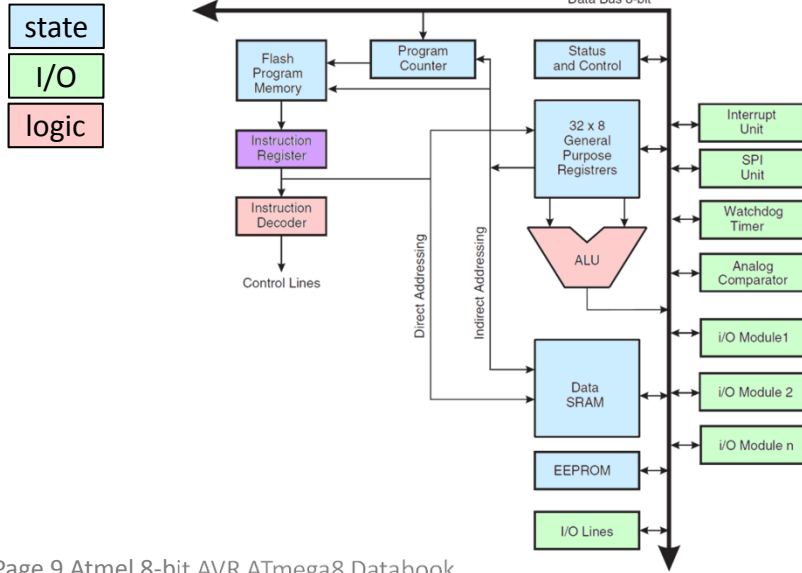 Data Bus 8-bit
state
I/O
logic
Flash
Program
Memory
Program
Counter
Status
and Control
Interrupt
Unit
32 x 8
General
Purpose
Registrers
Instruction
Register
SPI
Unit
Instruction
Decoder
Watchdog
Timer
ALU
Analog
Comparator
Control Lines
Direct Addressing
Indirect Addressing
i/O Module1
Data
SRAM
i/O Module 2
i/O Module n
EEPROM
I/O Lines
Page 9 Atmel 8-bit AVR ATmega8 Databook